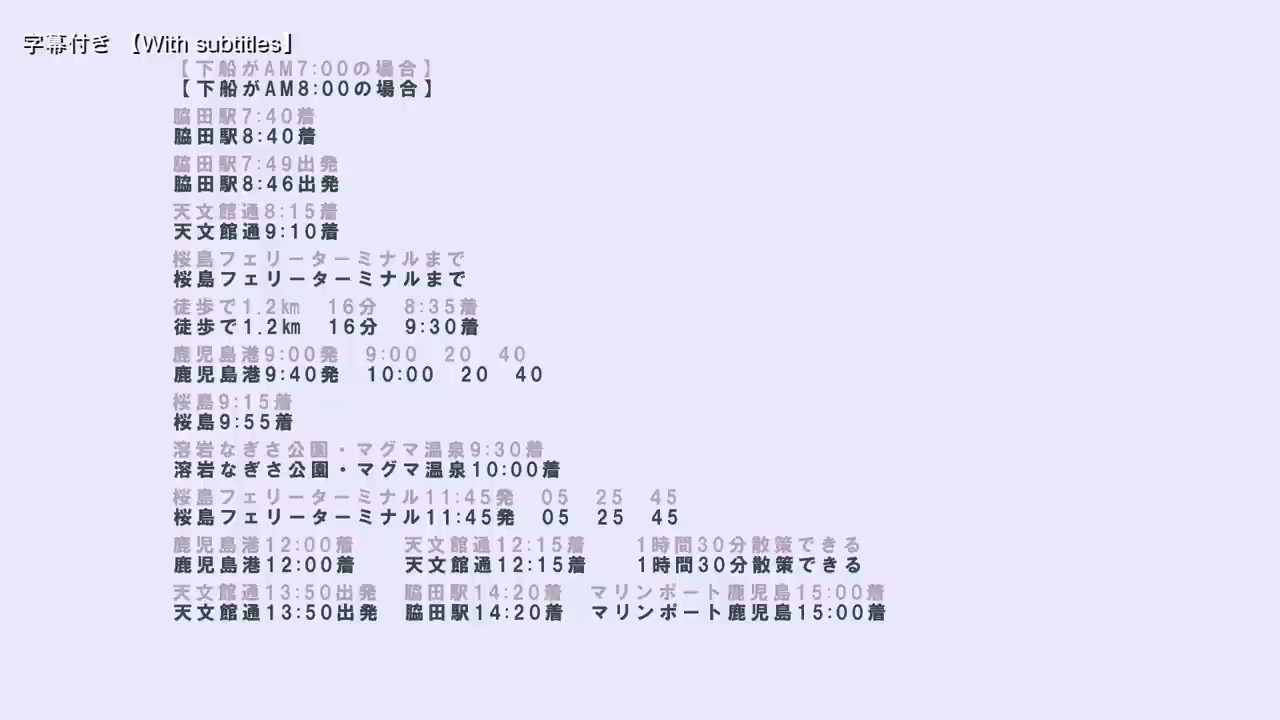 字幕付き 【With subtitles】
【下船がAM7:00の場合】
【下船がAM8:00の場合】
脇田駅7:40着
脇田駅8:40着
脇田駅7:49出発
脇田駅8:46出発
天文館通8:15着
天文館通9:10着
桜島フェリーターミナルまで
桜島フェリーターミナルまで
徒歩で1.2㎞ 16分 8:35着
徒歩で1.2㎞ 16分 9:30着
鹿児島港9:00発 9:00 20 40
鹿児島港9:40発 10:00 20 40
桜島9:15着
桜島9:55着
溶岩なぎさ公園・マグマ温泉9:30着
溶岩なぎさ公園・マグマ温泉10:00着
桜島フェリーターミナル11:45発 05 25 45
桜島フェリーターミナル11:45発 05 25 45
鹿児島港12:00着 天文館通12:15着 1時間30分散策できる
鹿児島港12:00着 天文館通12:15着 1時間30分散策できる
天文館通13:50出発 脇田駅14:20着 マリンポート鹿児島15:00着
天文館通13:50出発 脇田駅14:20着 マリンポート鹿児島15:00着